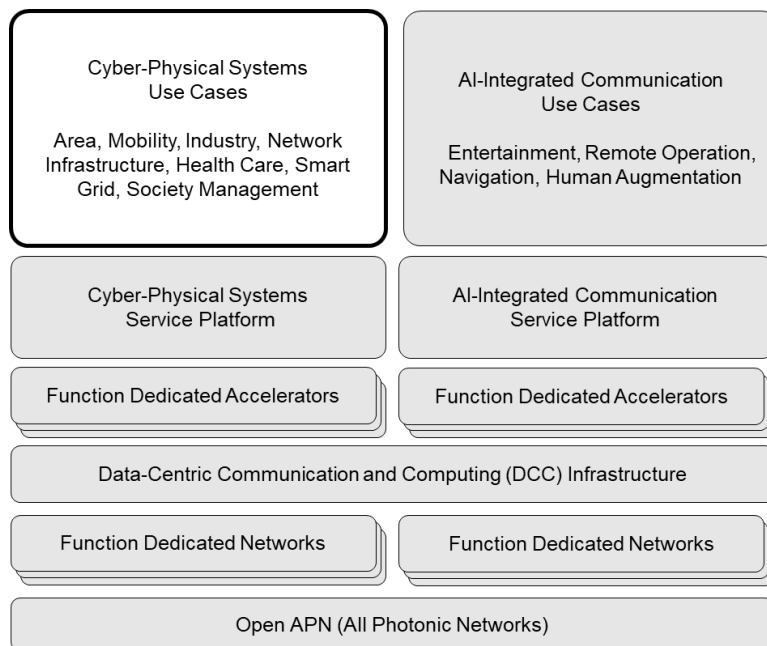 Cyber-Physical Systems
Use Cases
Area, Mobility, Industry, Network
Infrastructure, Health Care, Smart
Grid, Society Management
AI-Integrated Communication
Use Cases
Entertainment, Remote Operation,
Navigation, Human Augmentation
Cyber-Physical Systems
Service Platform
AI-Integrated Communication
Service Platform
Function Dedicated Accelerators
Function Dedicated Accelerators
Data-Centric Communication and Computing (DCC) Infrastructure
Function Dedicated Networks
Function Dedicated Networks
Open APN (All Photonic Networks)